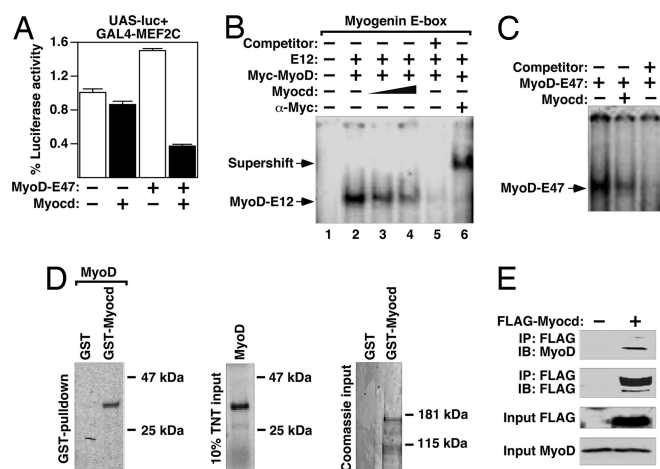 A
UAS-luc+
GAL4-MEF2C
% Luciferase activity
1.6
1.2
0.8
0.4
MyoD-E47 – – + +
Myocd – + – +
B
Myogenin E-box
Competitor: – – – – + –
E12: – + + + + +
Myc-MyoD: – + + + + +
Myocd: – – – –
α-Myc: – – – – – +
Supershift
MyoD-E12
1 2 3 4 5 6
C
Competitor: – – +
MyoD-E47: + + +
Myocd: – + –
MyoD-E47
D
MyoD
GST
GST-Myocd
GST-pulldown
47 kDa
25 kDa
MyoD
10% TNT input
47 kDa
25 kDa
GST
GST-Myocd
Coomassie input
181 kDa
115 kDa
E
FLAG-Myocd: – +
IP: FLAG
IB: MyoD
IP: FLAG
IB: FLAG
Input FLAG
Input MyoD